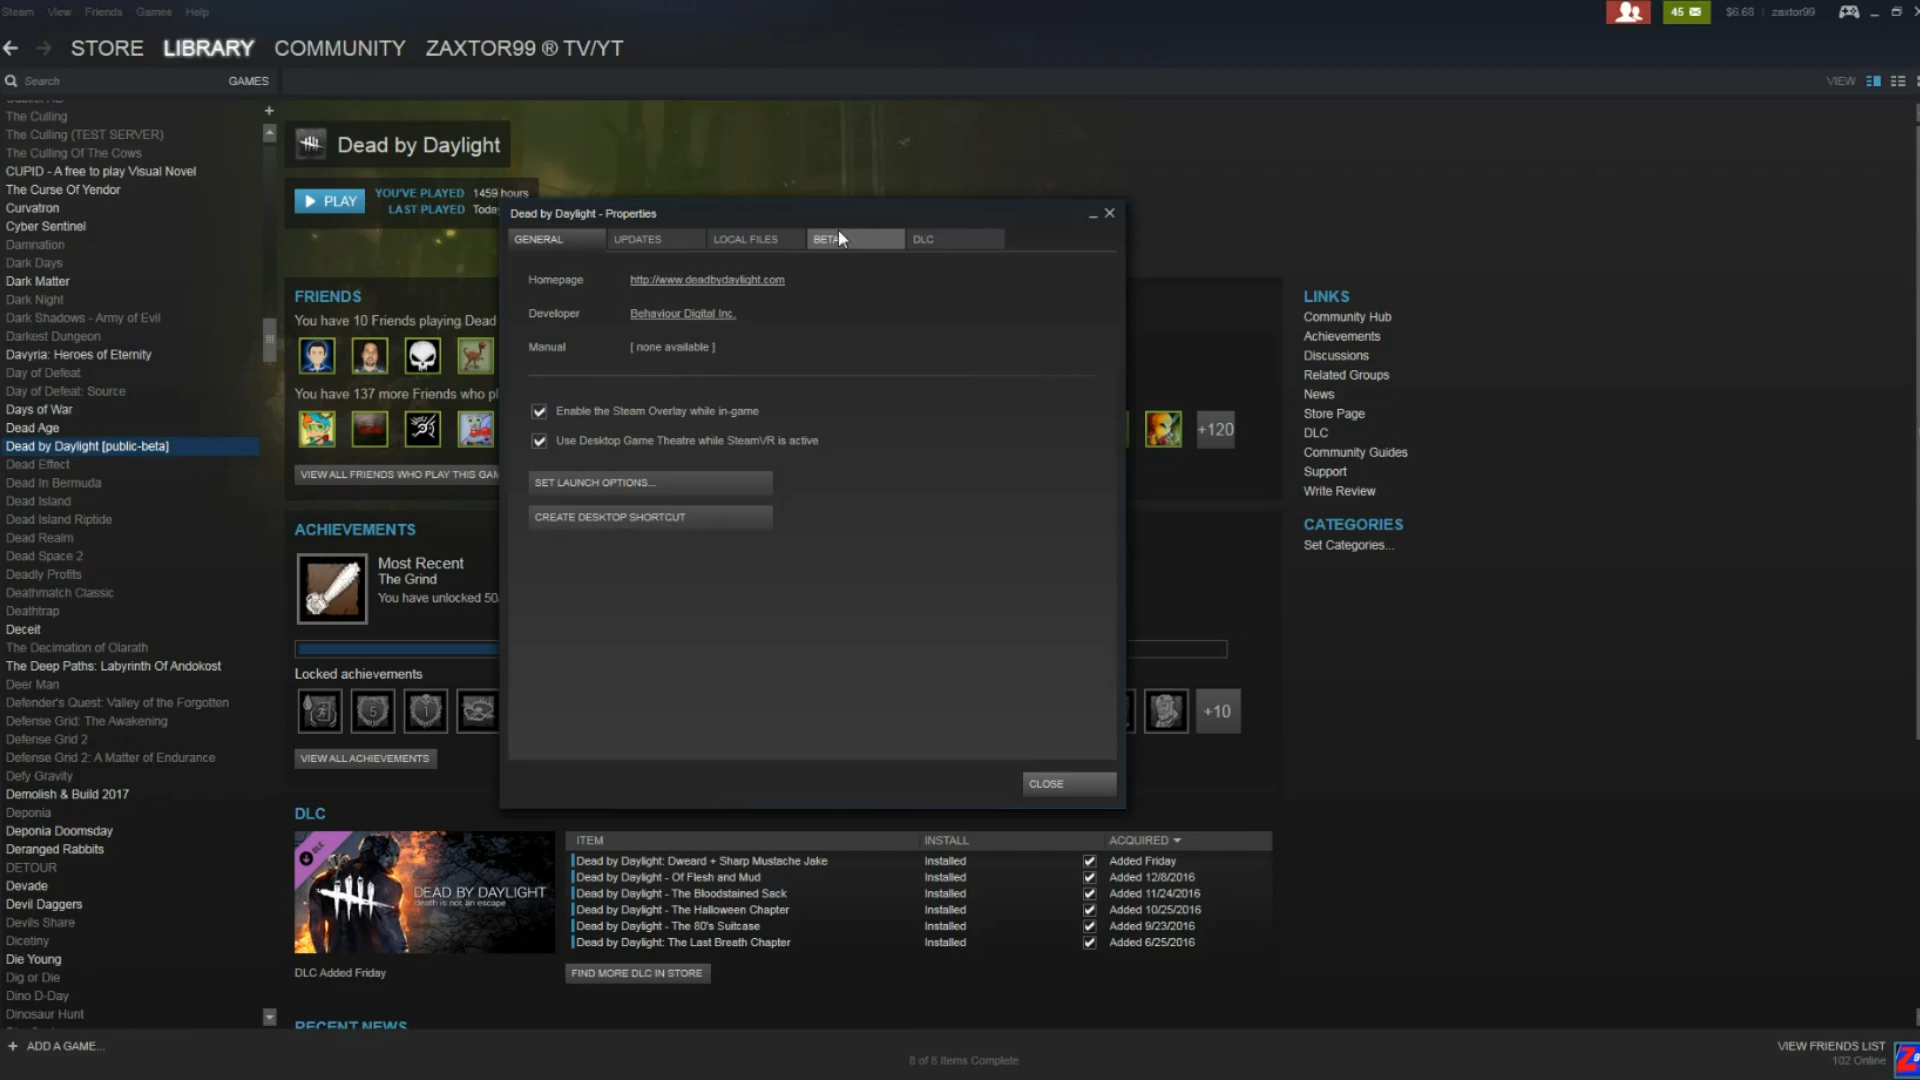 Steam View Friends Games Help
45
$6.68 zaxtor99
STORE LIBRARY COMMUNITY ZAXTOR99 ® TV/YT
Search GAMES
VIEW
+
The Culling
The Culling (TEST SERVER)
The Culling Of The Cows
CUPID - A free to play Visual Novel
The Curse Of Yendor
Curvatron
Cyber Sentinel
Damnation
Dark Days
Dark Matter
Dark Night
Dark Shadows - Army of Evil
Darkest Dungeon
Davyria: Heroes of Eternity
Day of Defeat
Day of Defeat: Source
Days of War
Dead Age
Dead by Daylight [public-beta]
Dead Effect
Dead In Bermuda
Dead Island
Dead Island Riptide
Dead Realm
Dead Space 2
Deadly Profits
Deathmatch Classic
Deathtrap
Deceit
The Decimation of Olarath
The Deep Paths: Labyrinth Of Andokost
Deer Man
Defender's Quest: Valley of the Forgotten
Defense Grid: The Awakening
Defense Grid 2
Defense Grid 2: A Matter of Endurance
Defy Gravity
Demolish & Build 2017
Deponia
Deponia Doomsday
Deranged Rabbits
DETOUR
Devade
Devil Daggers
Devils Share
Dicetiny
Die Young
Dig or Die
Dino D-Day
Dinosaur Hunt
+ ADD A GAME...
Dead by Daylight
PLAY
YOU'VE PLAYED 1459 hours
LAST PLAYED
FRIENDS
You have 10 Friends playing Dead
You have 137 more Friends who
+120
VIEW ALL FRIENDS WHO PLAY THIS
ACHIEVEMENTS
Most Recent
The Grind
You have unlocked 50
Locked achievements
5
1
+10
VIEW ALL ACHIEVEMENTS
DLC
DLC
DEAD BY DAYLIGHT
death is not an escape
DLC Added Friday
ITEM INSTALL ACQUIRED
Dead by Daylight: Dweard + Sharp Mustache Jake Installed Added Friday
Dead by Daylight - Of Flesh and Mud Installed Added 12/8/2016
Dead by Daylight - The Bloodstained Sack Installed Added 11/24/2016
Dead by Daylight - The Halloween Chapter Installed Added 10/25/2016
Dead by Daylight - The 80's Suitcase Installed Added 9/23/2016
Dead by Daylight: The Last Breath Chapter Installed Added 6/25/2016
FIND MORE DLC IN STORE
RECENT NEWS
Dead by Daylight - Properties
GENERAL UPDATES LOCAL FILES BETA DLC
Homepage http://www.deadbydaylight.com
Developer Behaviour Digital Inc.
Manual [ none available ]
Enable the Steam Overlay while in-game
Use Desktop Game Theatre while SteamVR is active
SET LAUNCH OPTIONS...
CREATE DESKTOP SHORTCUT
CLOSE
LINKS
Community Hub
Achievements
Discussions
Related Groups
News
Store Page
DLC
Community Guides
Support
Write Review
CATEGORIES
Set Categories...
8 of 8 Items Complete
VIEW FRIENDS LIST
102 Online